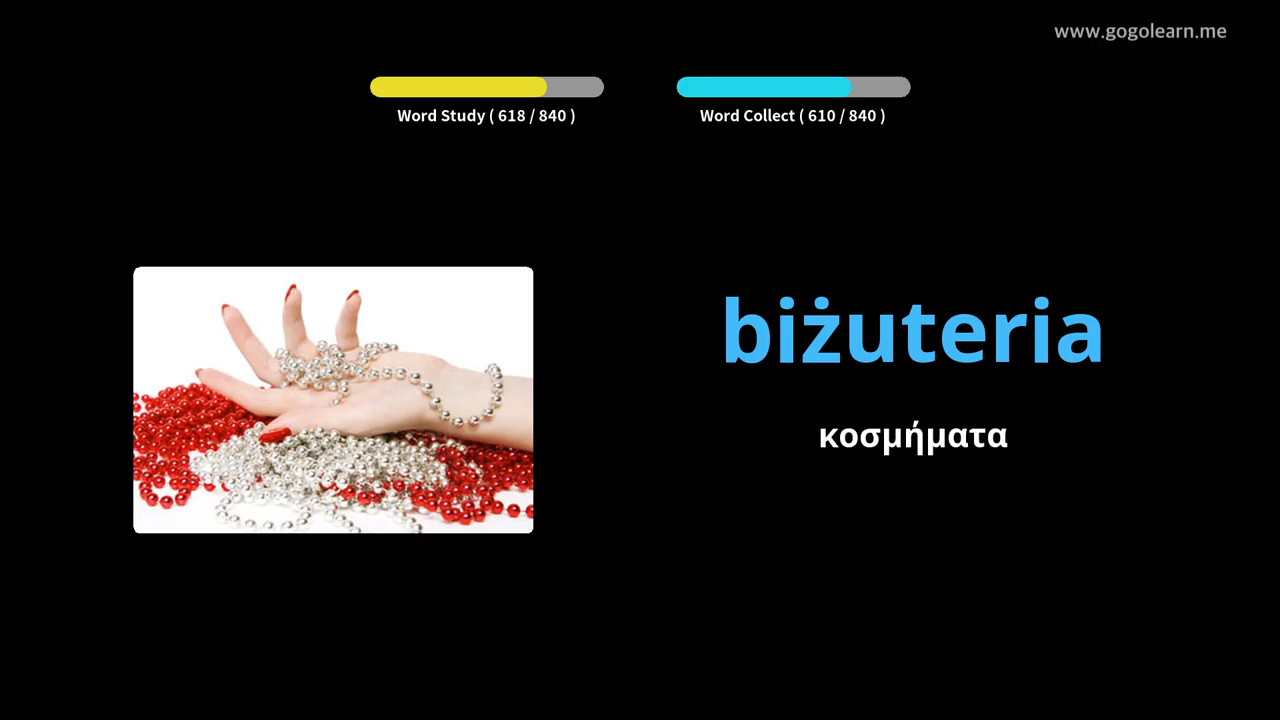 www.gogolearn.me
Word Study ( 618 / 840 )
Word Collect ( 610 / 840 )
biżuteria
κοσμήματα